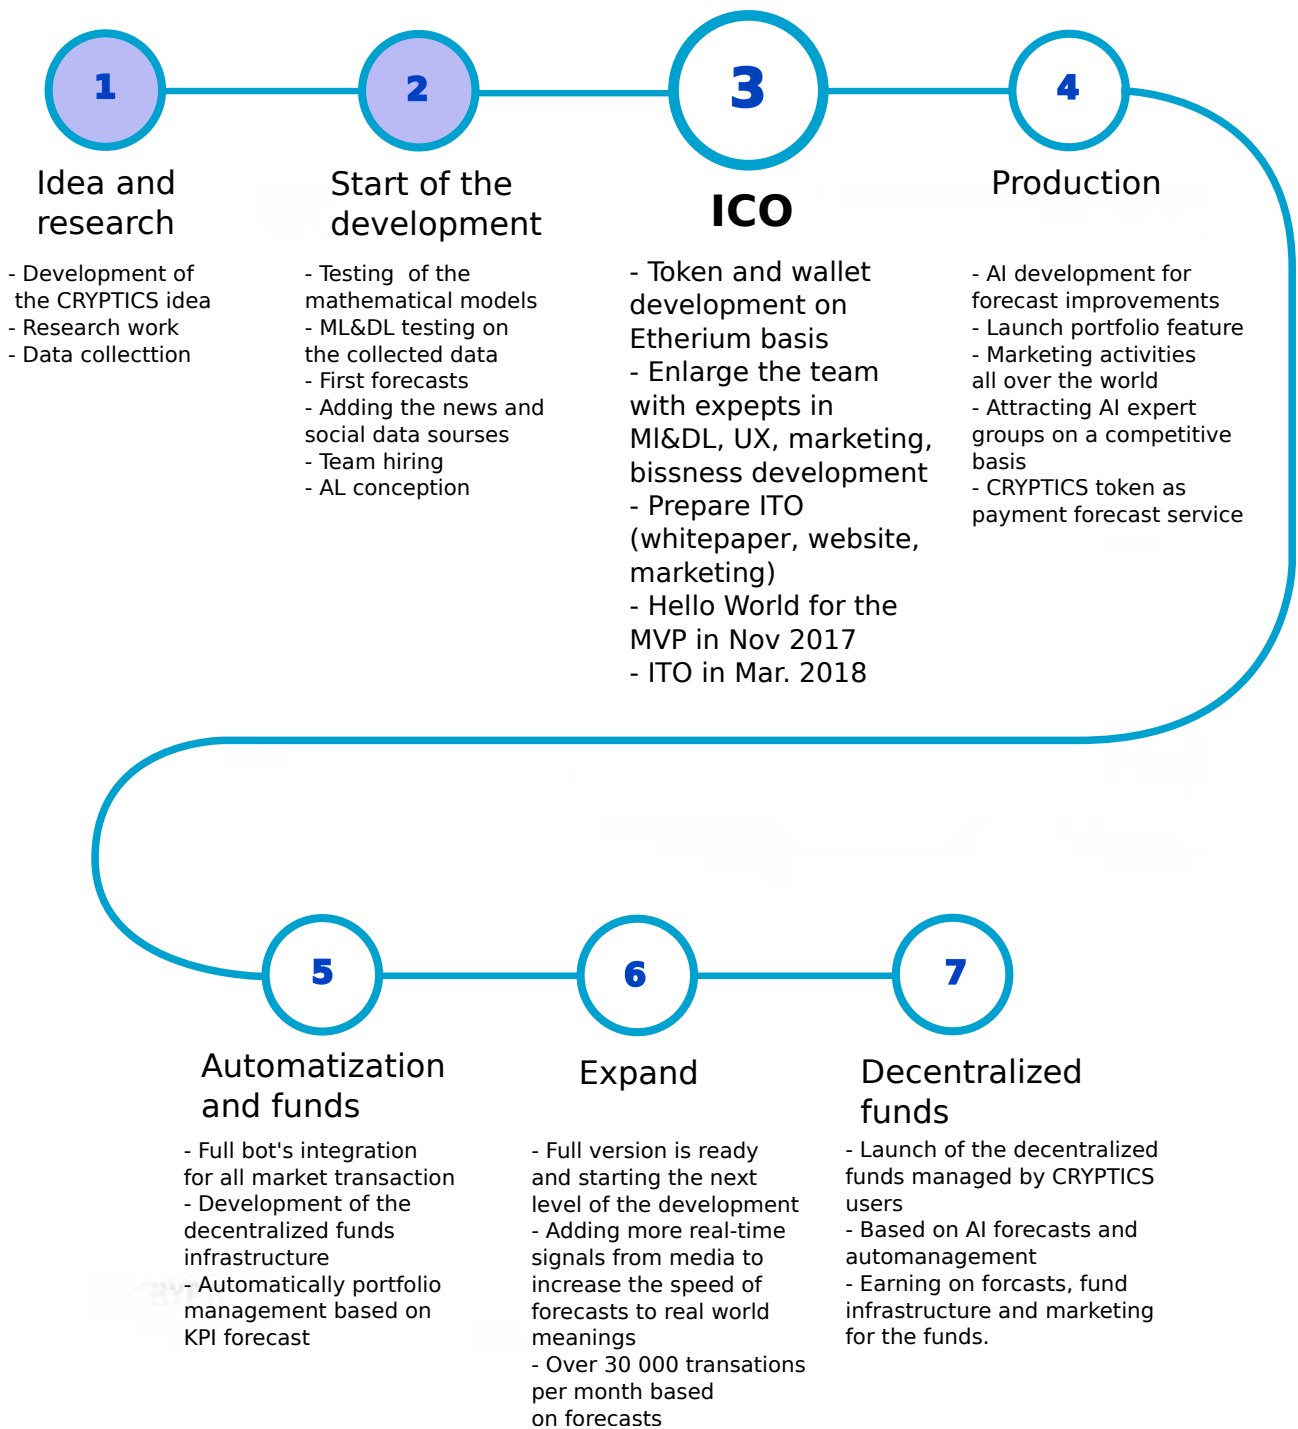 1
Idea and
research
- Development of
the CRYPTICS idea
- Research work
- Data collecttion
2
Start of the
development
- Testing  of the
mathematical models
- ML&DL testing on
the collected data
- First forecasts
- Adding the news and
social data sourses
- Team hiring
- AL conception
3
ICO
- Token and wallet
development on
Etherium basis
- Enlarge the team
with expepts in
Ml&DL, UX, marketing,
bissness development
- Prepare ITO
(whitepaper, website,
marketing)
- Hello World for the
MVP in Nov 2017
- ITO in Mar. 2018
4
Production
- AI development for
forecast improvements
- Launch portfolio feature
- Marketing activities
all over the world
- Attracting AI expert
groups on a competitive
basis
- CRYPTICS token as
payment forecast service
5
Automatization
and funds
- Full bot's integration
for all market transaction
- Development of the
decentralized funds
infrastructure
- Automatically portfolio
management based on
KPI forecast
6
Expand
- Full version is ready
and starting the next
level of the development
- Adding more real-time
signals from media to
increase the speed of
forecasts to real world
meanings
- Over 30 000 transations
per month based
on forecasts
7
Decentralized
funds
- Launch of the decentralized
funds managed by CRYPTICS
users
- Based on AI forecasts and
automanagement
- Earning on forcasts, fund
infrastructure and marketing
for the funds.